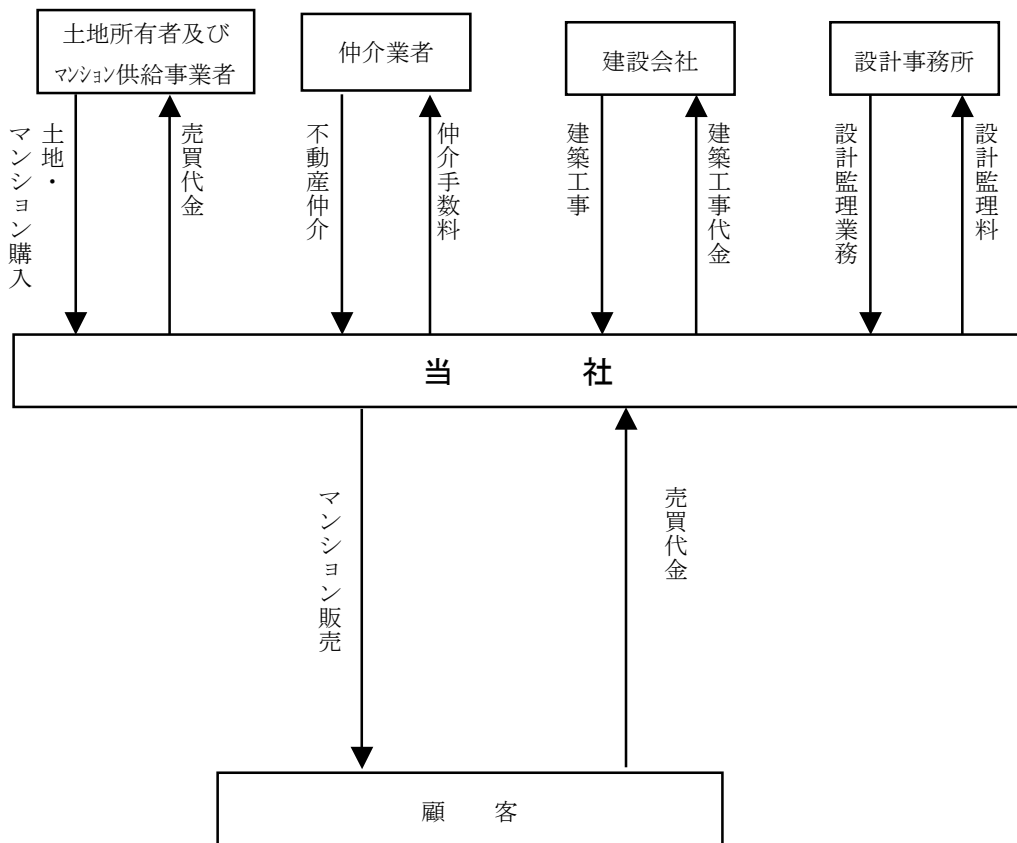 土地所有者及び
マンション供給事業者
仲介業者
建設会社
設計事務所
土地・
マンション購入
売買代金
不動産仲介
仲介手数料
建築工事
建築工事代金
設計監理業務
設計監理料
当 社
マンション販売
売買代金
顧 客